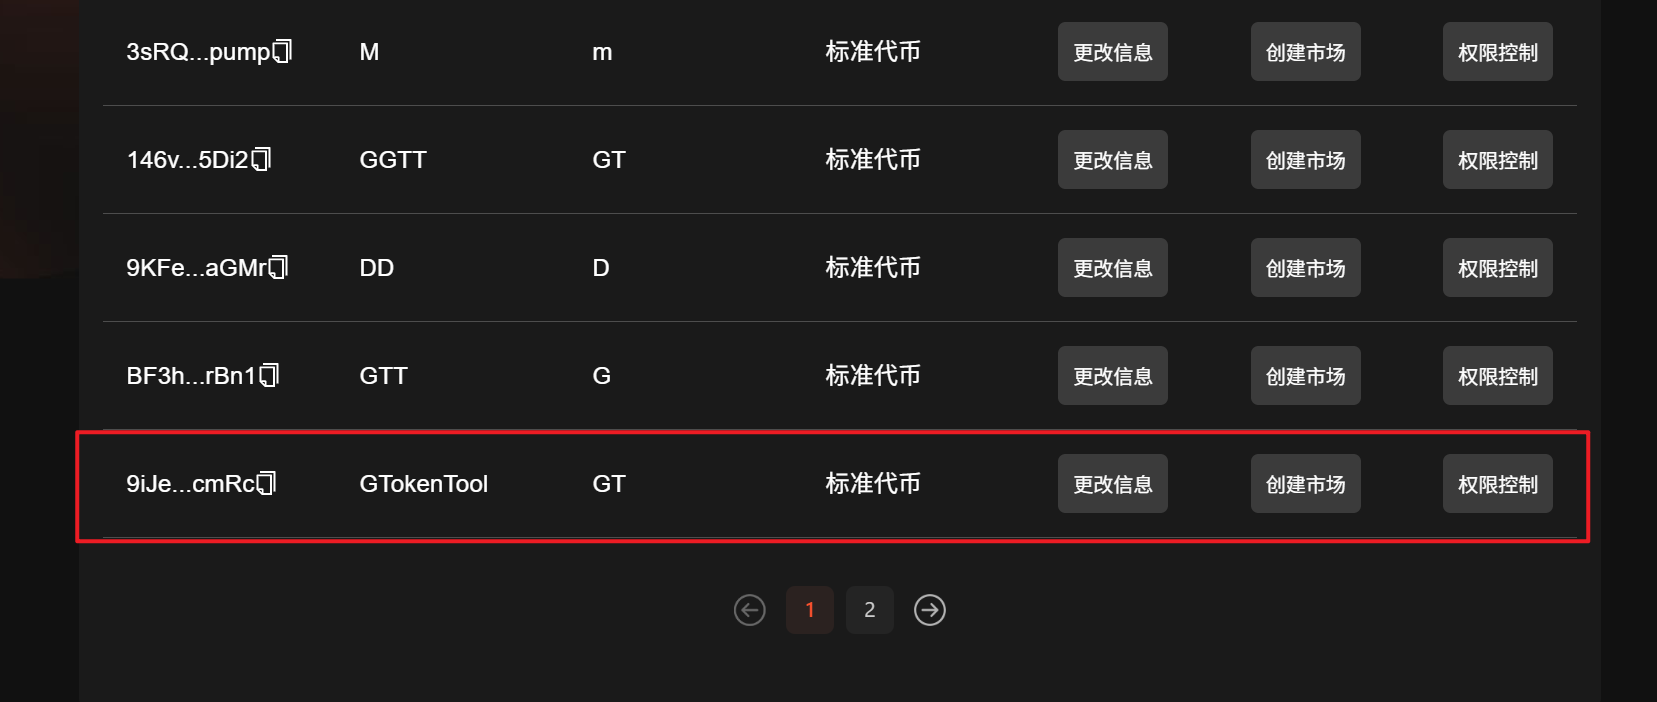 3sRQ...pump M m 标准代币 更改信息 创建市场 权限控制
146v...5Di2 GGTT GT 标准代币 更改信息 创建市场 权限控制
9KFe...aGMr DD D 标准代币 更改信息 创建市场 权限控制
BF3h...rBn1 GTT G 标准代币 更改信息 创建市场 权限控制
9iJe...cmRc GTokenTool GT 标准代币 更改信息 创建市场 权限控制
1 2